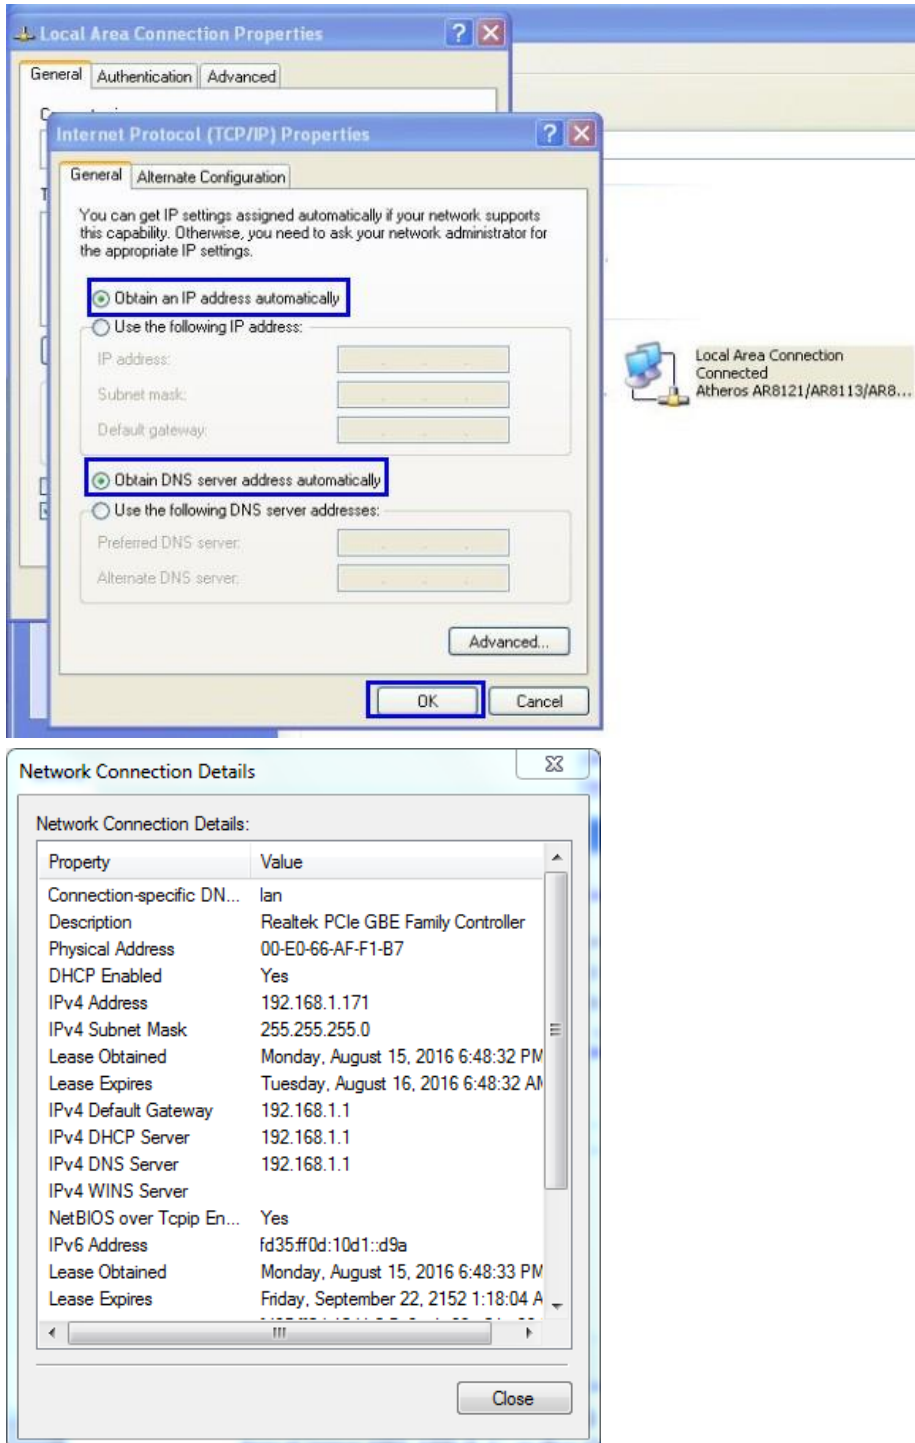 Local Area Connection Properties
General Authentication Advanced
Internet Protocol (TCP/IP) Properties
General Alternate Configuration
You can get IP settings assigned automatically if your network supports
this capability. Otherwise, you need to ask your network administrator for
the appropriate IP settings.
Obtain an IP address automatically
Use the following IP address:
IP address:
Subnet mask:
Default gateway:
Obtain DNS server address automatically
Use the following DNS server addresses:
Preferred DNS server:
Alternate DNS server:
Advanced...
OK Cancel
Local Area Connection
Connected
Atheros AR8121/AR8113/AR8...
Network Connection Details
Network Connection Details:
Property Value
Connection-specific DN... lan
Description Realtek PCIe GBE Family Controller
Physical Address 00-E0-66-AF-F1-B7
DHCP Enabled Yes
IPv4 Address 192.168.1.171
IPv4 Subnet Mask 255.255.255.0
Lease Obtained Monday, August 15, 2016 6:48:32 PM
Lease Expires Tuesday, August 16, 2016 6:48:32 AM
IPv4 Default Gateway 192.168.1.1
IPv4 DHCP Server 192.168.1.1
IPv4 DNS Server 192.168.1.1
IPv4 WINS Server
NetBIOS over Tcpip En... Yes
IPv6 Address fd35:ff0d:10d1::d9a
Lease Obtained Monday, August 15, 2016 6:48:33 PM
Lease Expires Friday, September 22, 2152 1:18:04 A
Close